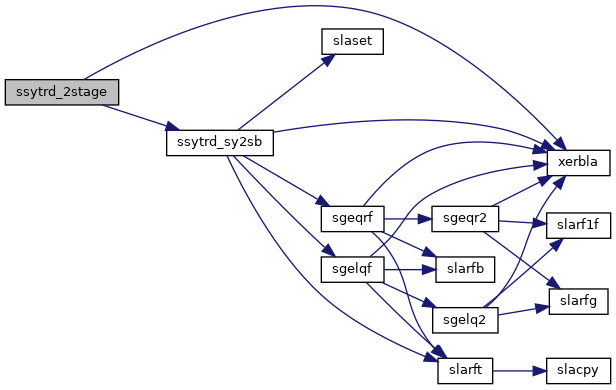 ssytrd_2stage
ssytrd_sy2sb
slaset
sgeqrf
sgelqf
sgeqr2
slarfb
sgelq2
slarft
xerbla
slarf1f
slarfg
slacpy